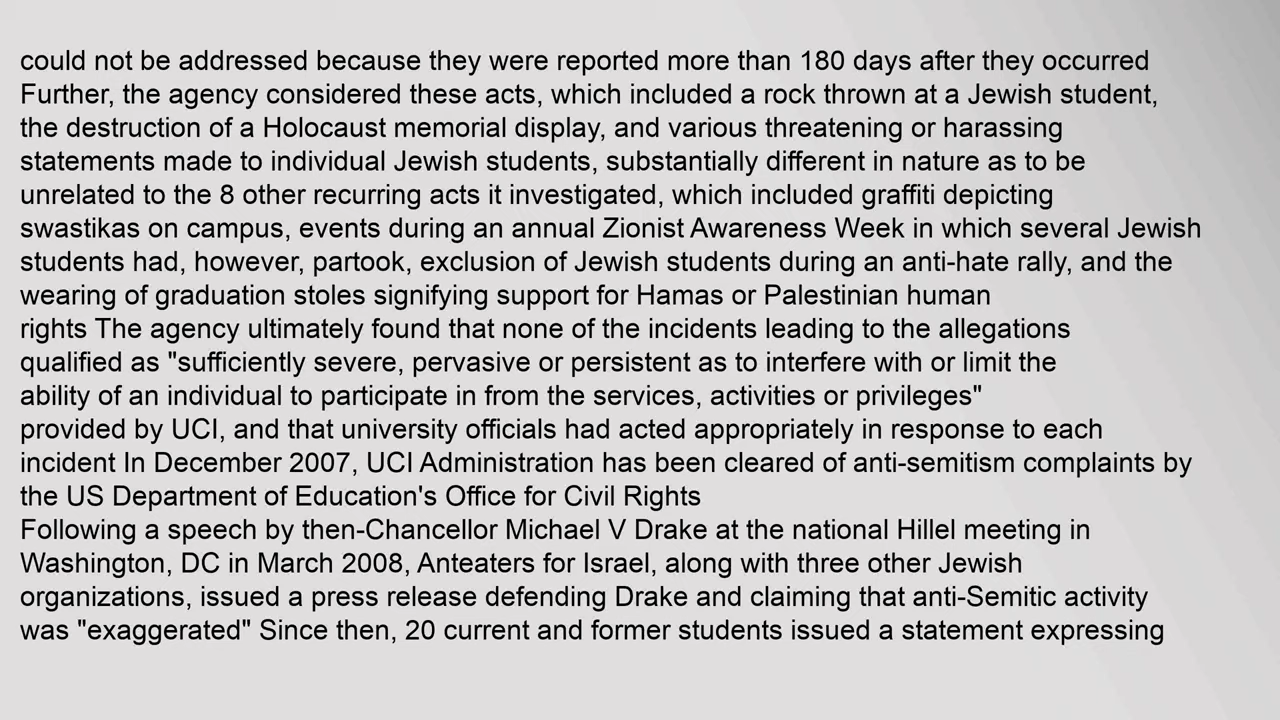 could not be addressed because they were reported more than 180 days after they occurred
Further, the agency considered these acts, which included a rock thrown at a Jewish student,
the destruction of a Holocaust memorial display, and various threatening or harassing
statements made to individual Jewish students, substantially different in nature as to be
unrelated to the 8 other recurring acts it investigated, which included graffiti depicting
swastikas on campus, events during an annual Zionist Awareness Week in which several Jewish
students had, however, partook, exclusion of Jewish students during an anti-hate rally, and the
wearing of graduation stoles signifying support for Hamas or Palestinian human
rights The agency ultimately found that none of the incidents leading to the allegations
qualified as "sufficiently severe, pervasive or persistent as to interfere with or limit the
ability of an individual to participate in from the services, activities or privileges"
provided by UCI, and that university officials had acted appropriately in response to each
incident In December 2007, UCI Administration has been cleared of anti-semitism complaints by
the US Department of Education's Office for Civil Rights
Following a speech by then-Chancellor Michael V Drake at the national Hillel meeting in
Washington, DC in March 2008, Anteaters for Israel, along with three other Jewish
organizations, issued a press release defending Drake and claiming that anti-Semitic activity
was "exaggerated" Since then, 20 current and former students issued a statement expressing